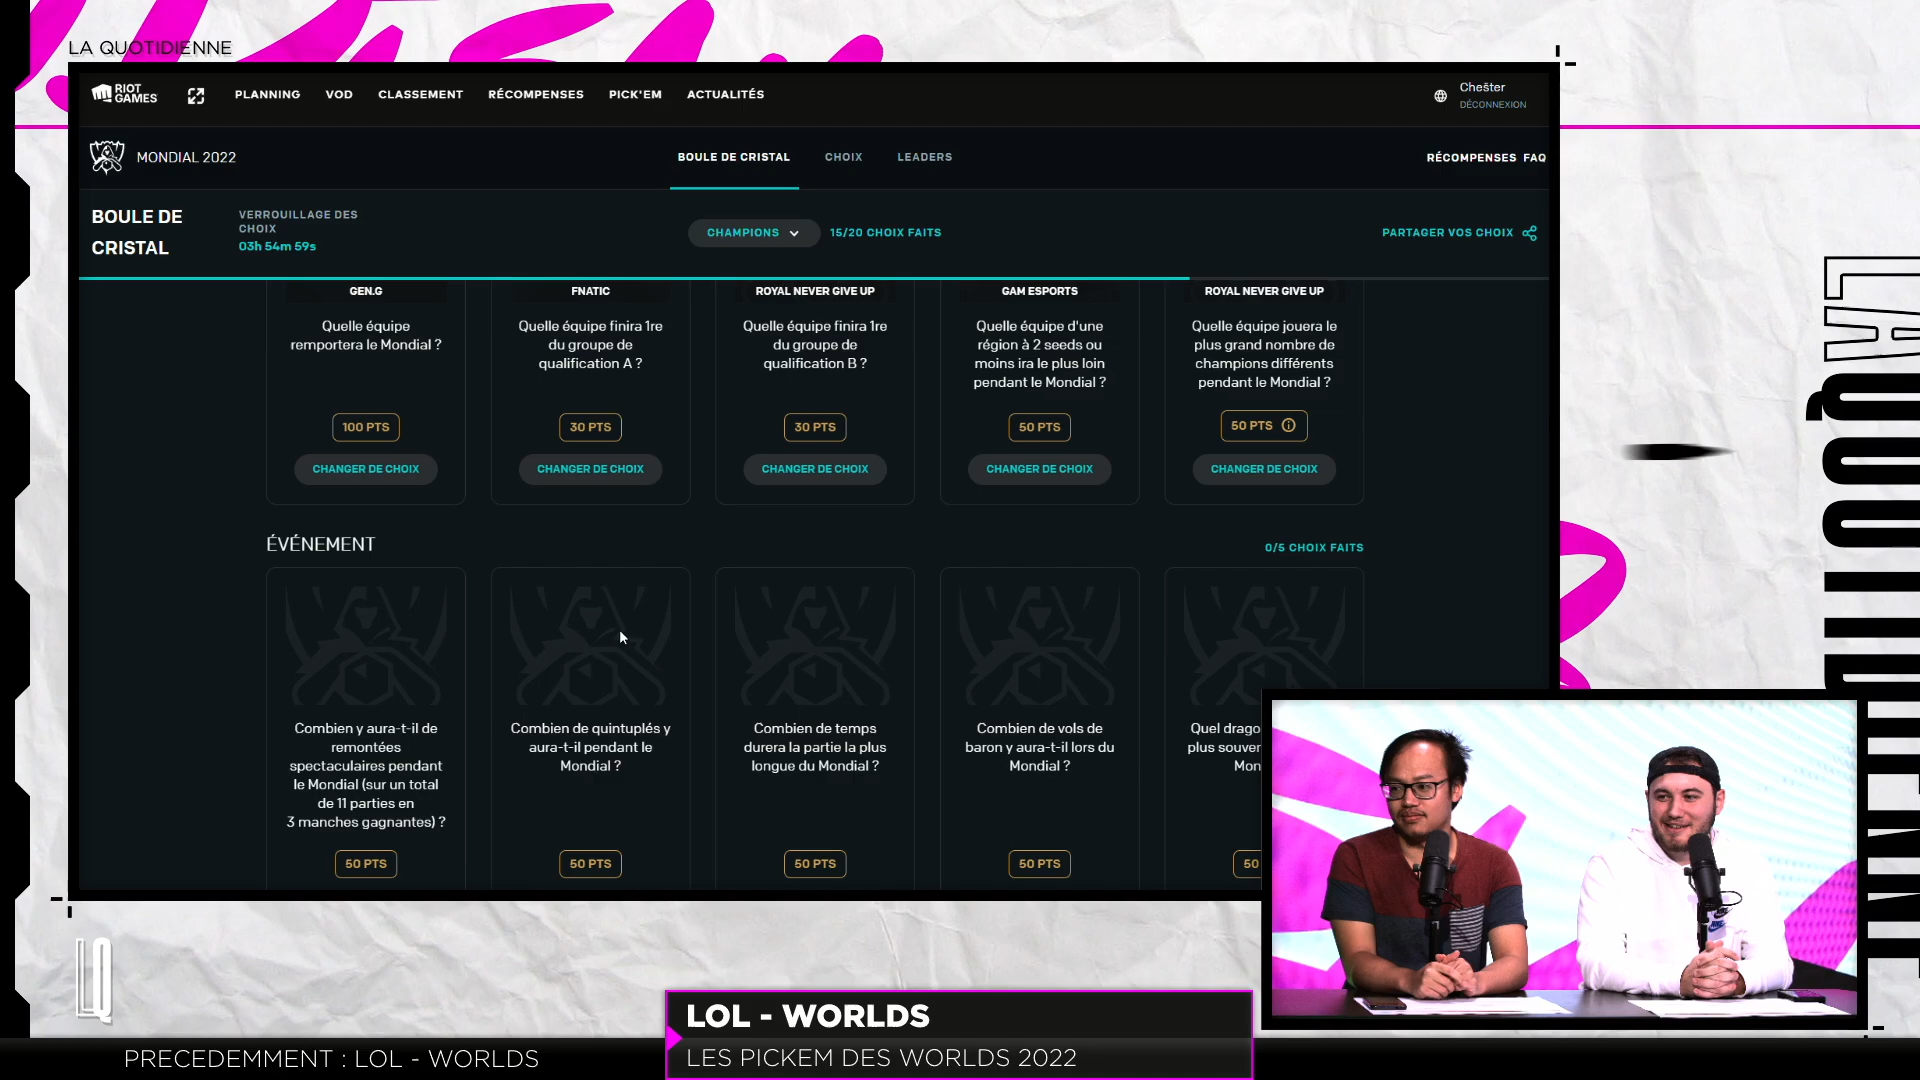 LA QUOTIDIENNE
RIOT GAMES
PLANNING VOD CLASSEMENT RÉCOMPENSES PICK'EM ACTUALITÉS
Chešter
DÉCONNEXION
MONDIAL 2022
BOULE DE CRISTAL CHOIX LEADERS
RÉCOMPENSES FAQ
BOULE DE
CRISTAL
VERROUILLAGE DES
CHOIX
03h 54m 59s
CHAMPIONS
15/20 CHOIX FAITS
PARTAGER VOS CHOIX
GEN.G
Quelle équipe
remportera le Mondial ?
100 PTS
CHANGER DE CHOIX
FNATIC
Quelle équipe finira 1re
du groupe de
qualification A ?
30 PTS
CHANGER DE CHOIX
ROYAL NEVER GIVE UP
Quelle équipe finira 1re
du groupe de
qualification B ?
30 PTS
CHANGER DE CHOIX
GAM ESPORTS
Quelle équipe d'une
région à 2 seeds ou
moins ira le plus loin
pendant le Mondial ?
50 PTS
CHANGER DE CHOIX
ROYAL NEVER GIVE UP
Quelle équipe jouera le
plus grand nombre de
champions différents
pendant le Mondial ?
50 PTS
CHANGER DE CHOIX
ÉVÉNEMENT
0/5 CHOIX FAITS
Combien y aura-t-il de
remontées
spectaculaires pendant
le Mondial (sur un total
de 11 parties en
3 manches gagnantes) ?
50 PTS
Combien de quintuplés y
aura-t-il pendant le
Mondial ?
50 PTS
Combien de temps
durera la partie la plus
longue du Mondial ?
50 PTS
Combien de vols de
baron y aura-t-il lors du
Mondial ?
50 PTS
Quel drago
plus souver
Mon
50
LA QUOTIDIENNE
LQ
LOL - WORLDS
LES PICKEM DES WORLDS 2022
PRECEDEMMENT : LOL - WORLDS